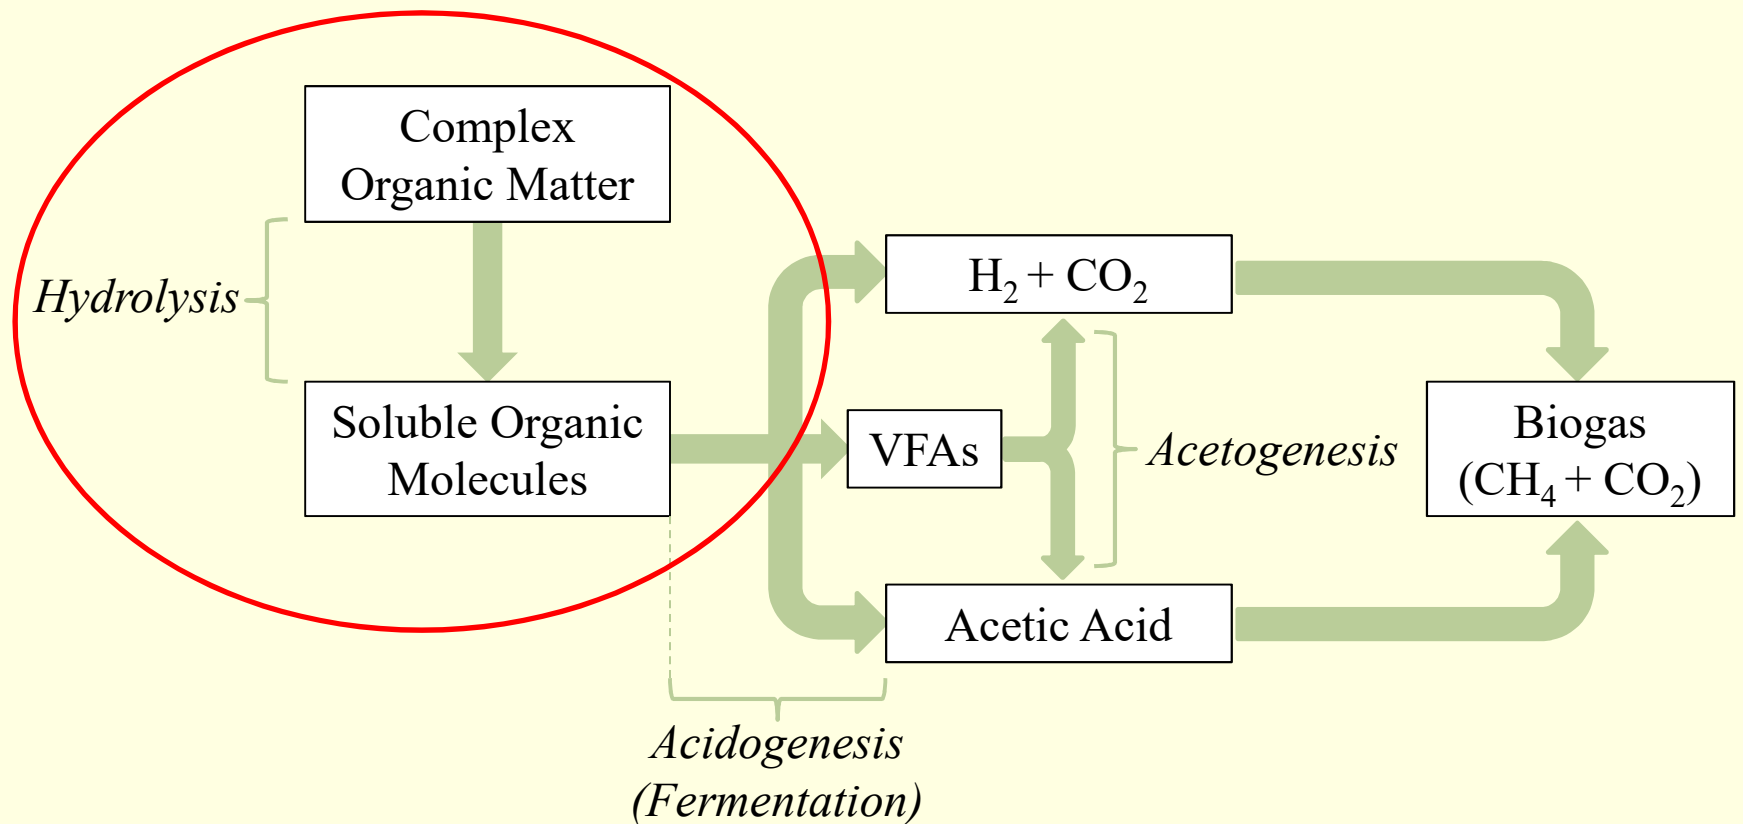 Complex
Organic Matter
Hydrolysis
Soluble Organic
Molecules
H₂ + CO₂
VFAs
Acetogenesis
Acetic Acid
Biogas
(CH₄ + CO₂)
Acidogenesis
(Fermentation)